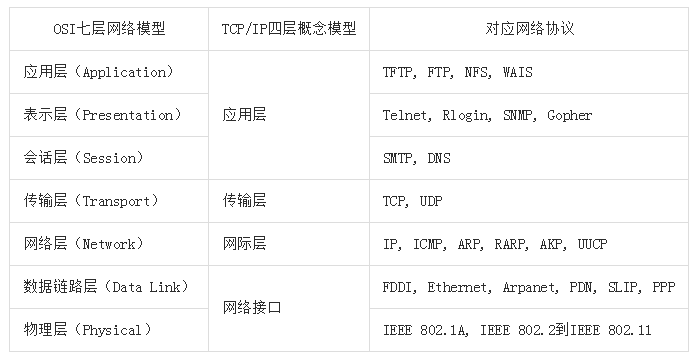 OSI七层网络模型 TCP/IP四层概念模型 对应网络协议
应用层（Application） TFTP, FTP, NFS, WAIS
表示层（Presentation） 应用层 Telnet, Rlogin, SNMP, Gopher
会话层（Session） SMTP, DNS
传输层（Transport） 传输层 TCP, UDP
网络层（Network） 网际层 IP, ICMP, ARP, RARP, AKP, UUCP
数据链路层（Data Link） FDDI, Ethernet, Arpanet, PDN, SLIP, PPP
网络接口
物理层（Physical） IEEE 802.1A, IEEE 802.2到IEEE 802.11